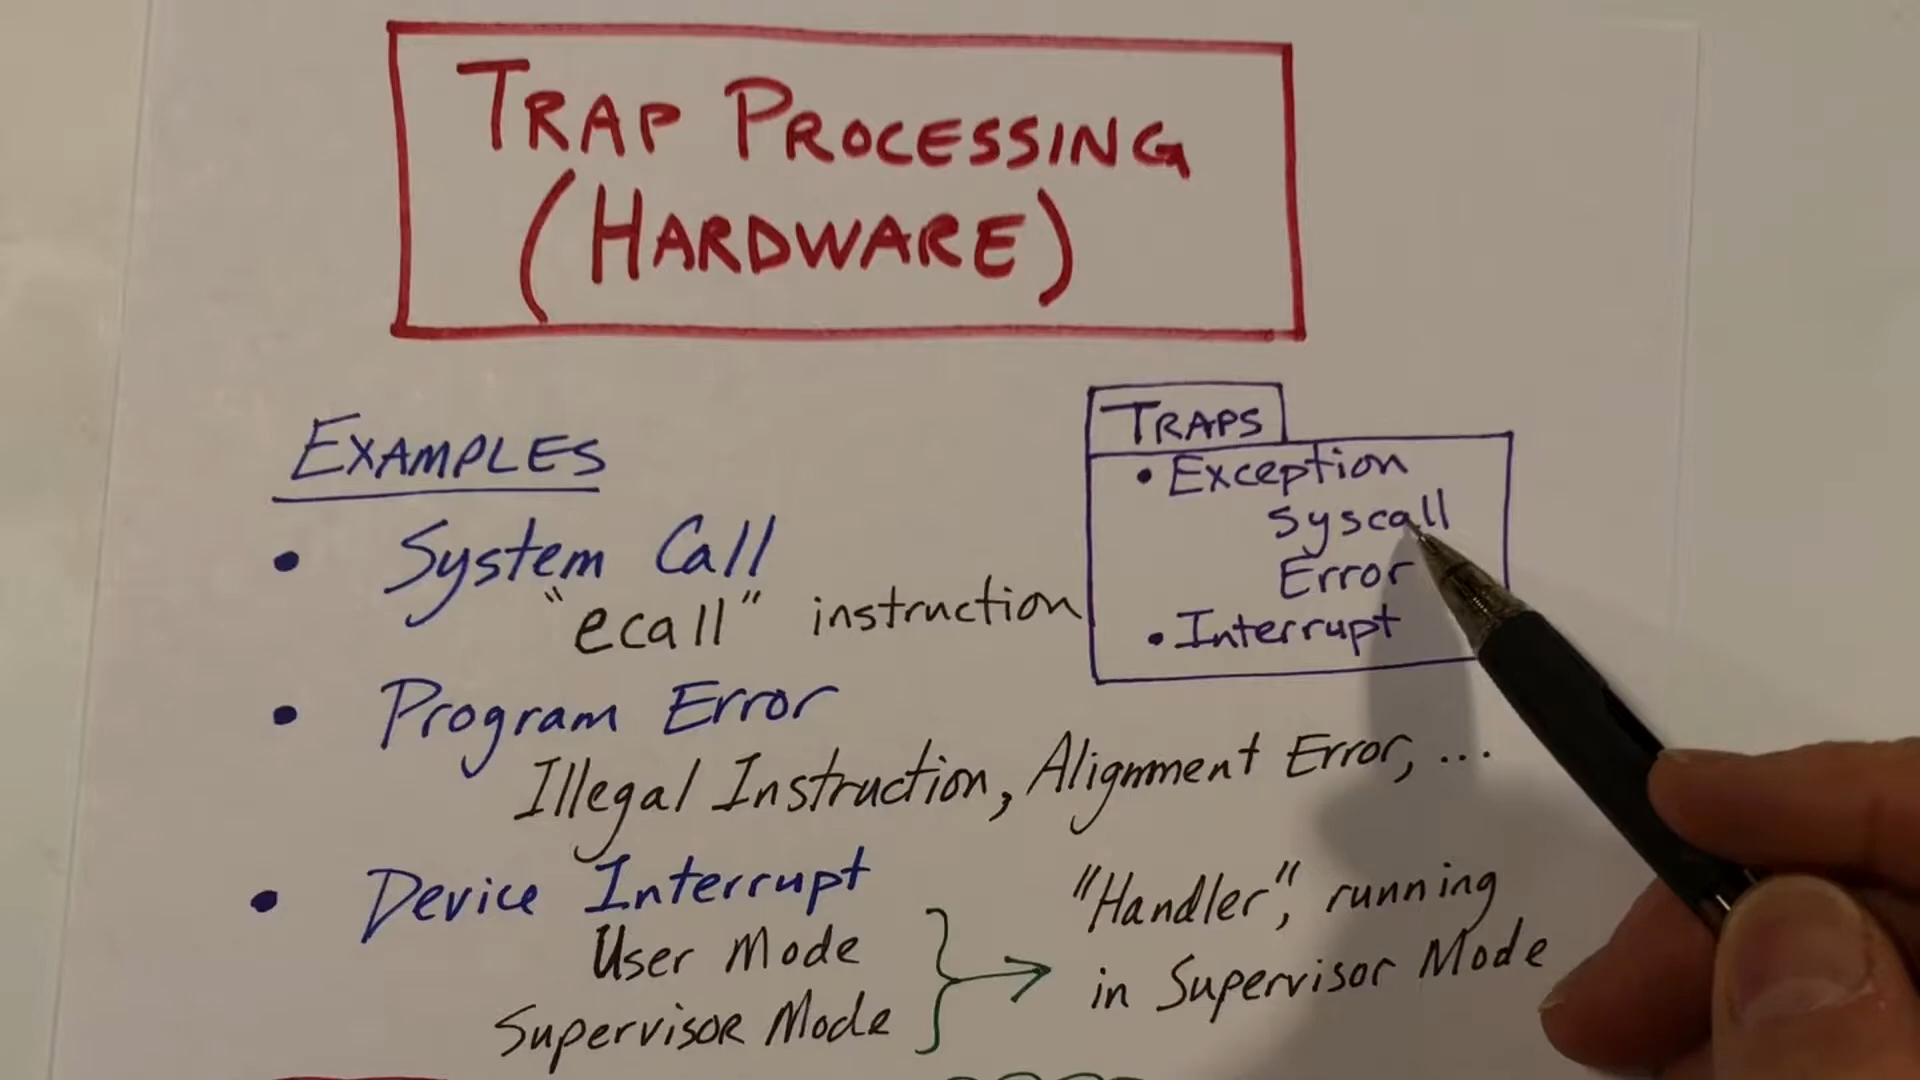 TRAP PROCESSING
(HARDWARE)
EXAMPLES
• System Call
"ecall" instruction
• Program Error
Illegal Instruction, Alignment Error, ...
• Device Interrupt
User Mode
Supervisor Mode
"Handler", running
in Supervisor Mode
TRAPS
• Exception
Syscall
Error
• Interrupt